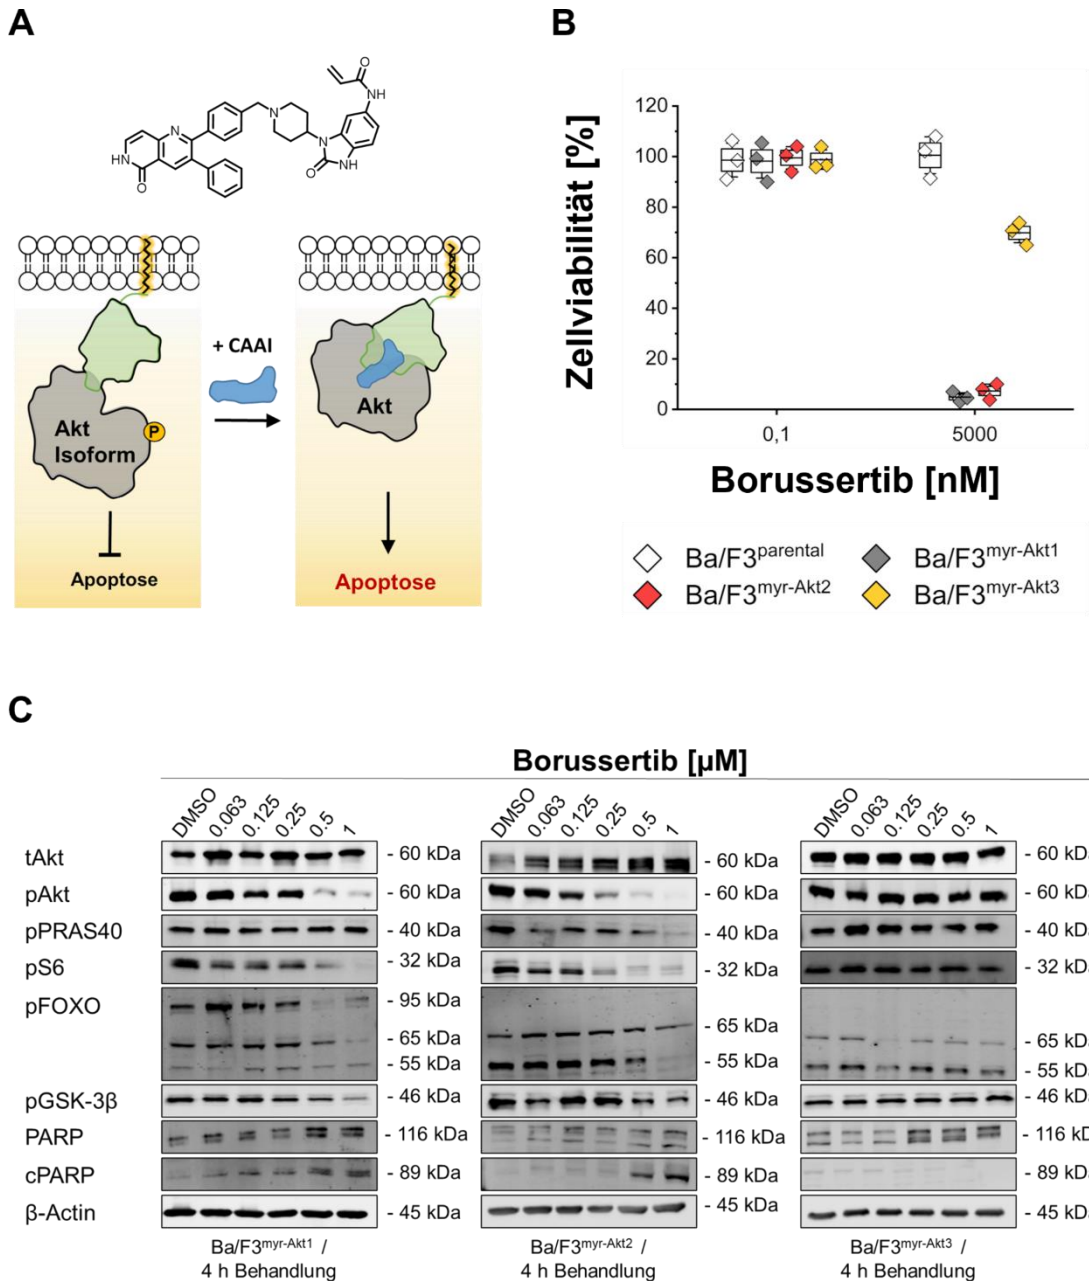 A
B
O
NH
N
N
N
HN
O
O
NH
+ CAAI
Akt
Isoform
P
Akt
Apoptose
Apoptose
Zellviabilität [%]
120
100
80
60
40
20
0
0,1
5000
Borussertib [nM]
Ba/F3parental
Ba/F3myr-Akt1
Ba/F3myr-Akt2
Ba/F3myr-Akt3
C
Borussertib [µM]
DMSO 0.063 0.125 0.25 0.5 1
DMSO 0.063 0.125 0.25 0.5 1
DMSO 0.063 0.125 0.25 0.5 1
tAkt - 60 kDa - 60 kDa - 60 kDa
pAkt - 60 kDa - 60 kDa - 60 kDa
pPRAS40 - 40 kDa - 40 kDa - 40 kDa
pS6 - 32 kDa - 32 kDa - 32 kDa
pFOXO - 95 kDa
- 65 kDa - 65 kDa - 65 kDa
- 55 kDa - 55 kDa - 55 kDa
pGSK-3β - 46 kDa - 46 kDa - 46 kDa
PARP - 116 kDa - 116 kDa - 116 kD
cPARP - 89 kDa - 89 kDa - 89 kDa
β-Actin - 45 kDa - 45 kDa - 45 kDa
Ba/F3myr-Akt1 / Ba/F3myr-Akt2 / Ba/F3myr-Akt3 /
4 h Behandlung 4 h Behandlung 4 h Behandlung